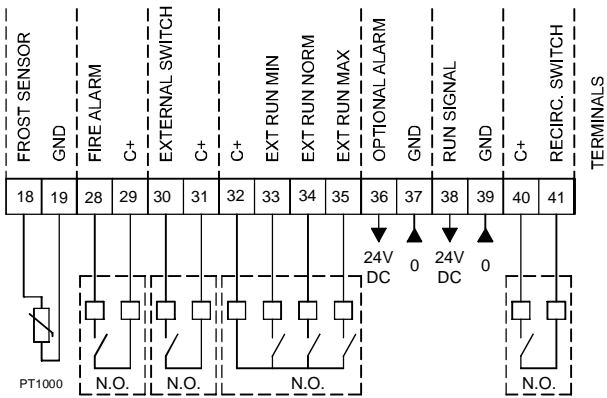 FROST SENSOR
GND
FIRE ALARM
C+
EXTERNAL SWITCH
C+
C+
EXT RUN MIN
EXT RUN NORM
EXT RUN MAX
OPTIONAL ALARM
GND
RUN SIGNAL
GND
C+
RECIRC. SWITCH
TERMINALS
18 19 28 29 30 31 32 33 34 35 36 37 38 39 40 41
24V
DC
0
24V
DC
0
PT1000
N.O.
N.O.
N.O.
N.O.